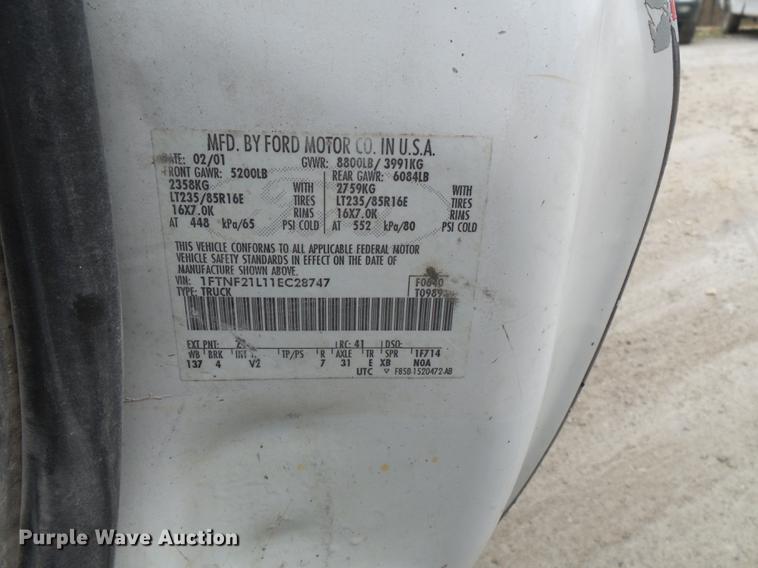 MFD. BY FORD MOTOR CO. IN U.S.A.
DATE: 02/01 GVWR: 8800LB/ 3991KG
FRONT GAWR: 5200LB REAR GAWR: 6084LB
2358KG WITH 2759KG WITH
LT235/85R16E TIRES LT235/85R16E TIRES
16X7.0K RIMS 16X7.0K RIMS
AT 448 kPa/65 PSI COLD AT 552 kPa/80 PSI COLD
THIS VEHICLE CONFORMS TO ALL APPLICABLE FEDERAL MOTOR
VEHICLE SAFETY STANDARDS IN EFFECT ON THE DATE OF
MANUFACTURE SHOWN ABOVE.
VIN: 1FTNF21L11EC28747 F0640
TYPE: TRUCK T0989
EXT PNT: RC: 41 DSO:
WB BRK INT TP/PS R AXLE TR SPR 1F714
137 4 V2 7 31 E XB N0A
UTC F85B-1520472-AB
Purple Wave Auction